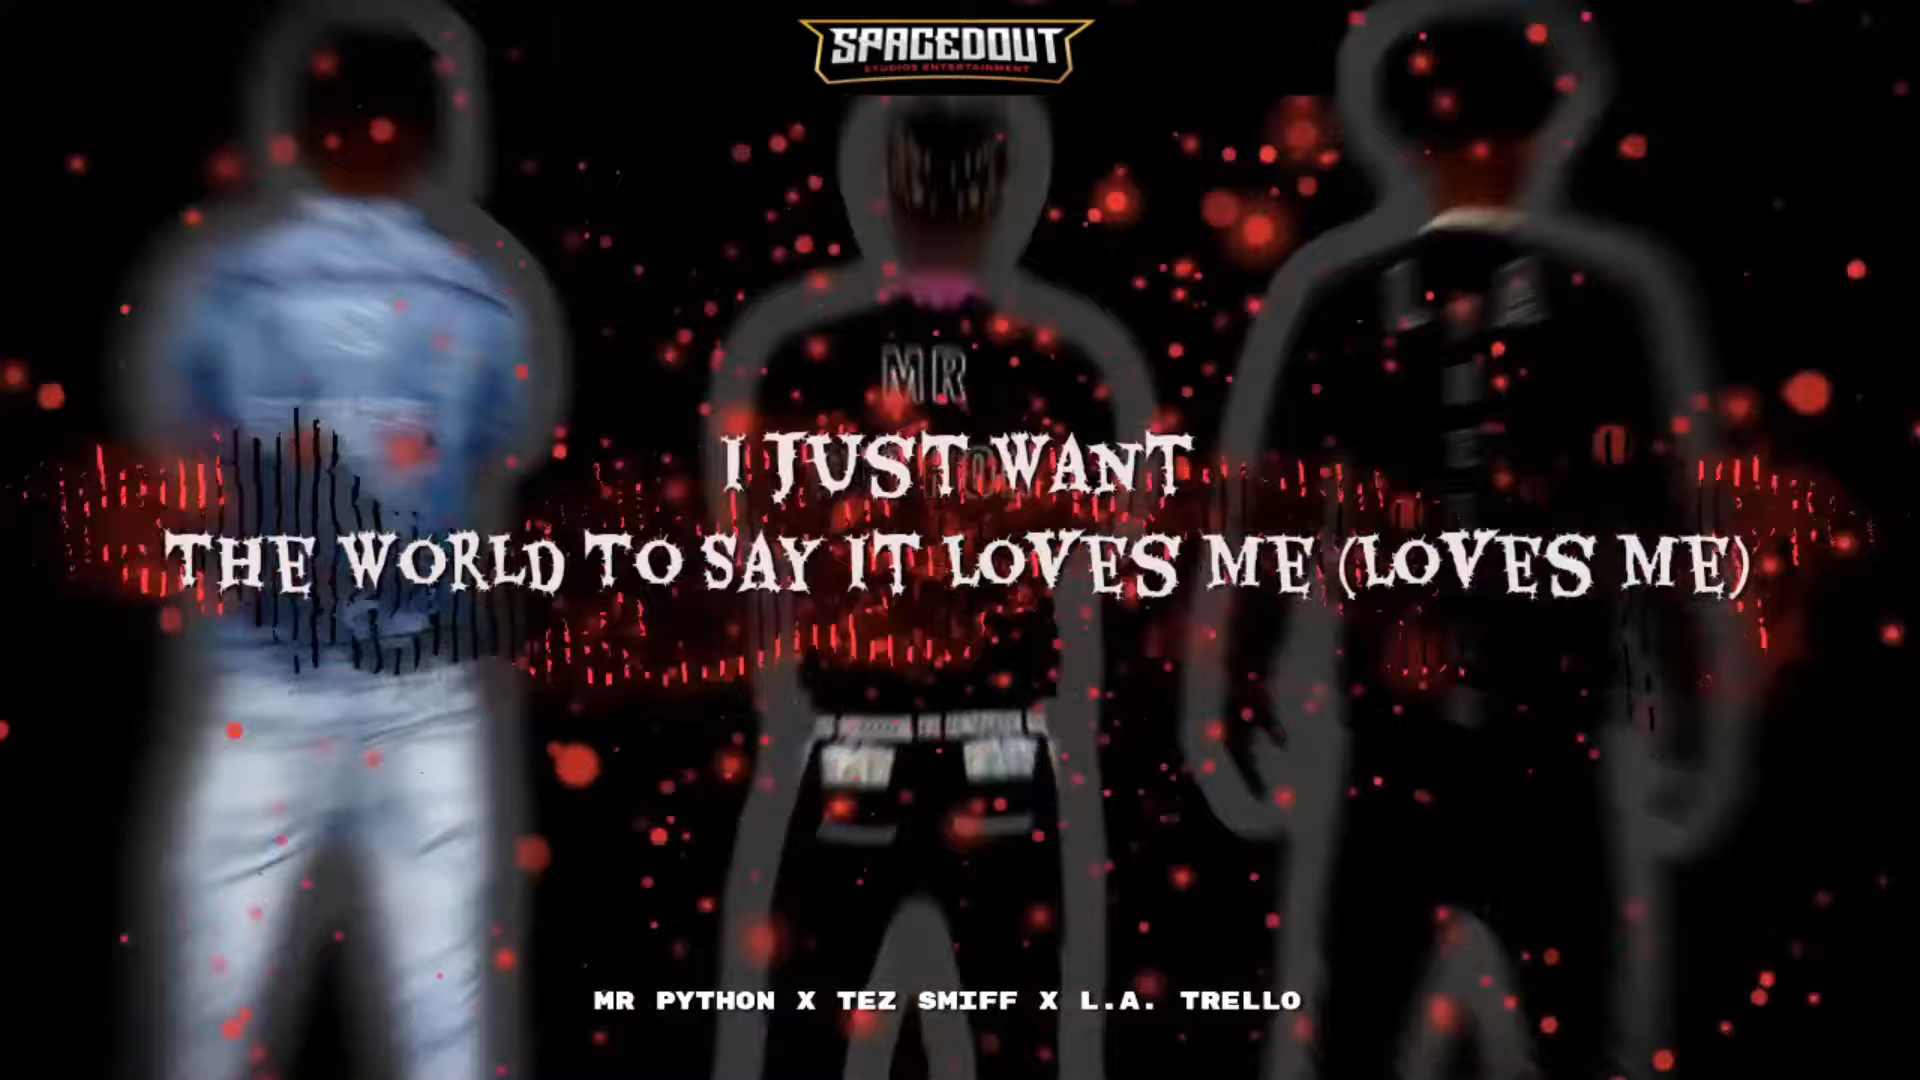 SPACEDOUT
STUDIOS ENTERTAINMENT
MR
I JUST WANT
THE WORLD TO SAY IT LOVES ME (LOVES ME)
MR PYTHON X TEZ SMIFF X L.A. TRELLO